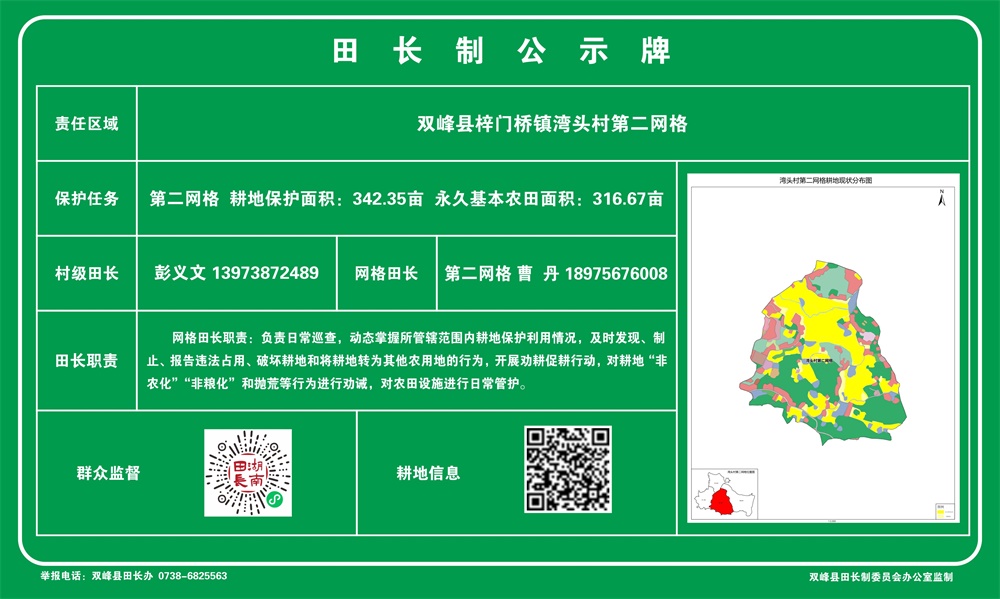 田长制公示牌
责任区域
双峰县梓门桥镇湾头村第二网格
保护任务
第二网格 耕地保护面积：342.35亩 永久基本农田面积：316.67亩
村级田长
彭义文 13973872489
网格田长
第二网格 曹 丹 18975676008
田长职责
网格田长职责：负责日常巡查，动态掌握所管辖范围内耕地保护利用情况，及时发现、制
止、报告违法占用、破坏耕地和将耕地转为其他农用地的行为，开展劝耕促耕行动，对耕地“非
农化”“非粮化”和抛荒等行为进行劝诫，对农田设施进行日常管护。
群众监督
湖南
田長
耕地信息
湾头村第二网格耕地现状分布图
N
湾头村第二网格
举报电话：双峰县田长办 0738-6825563
双峰县田长制委员会办公室监制